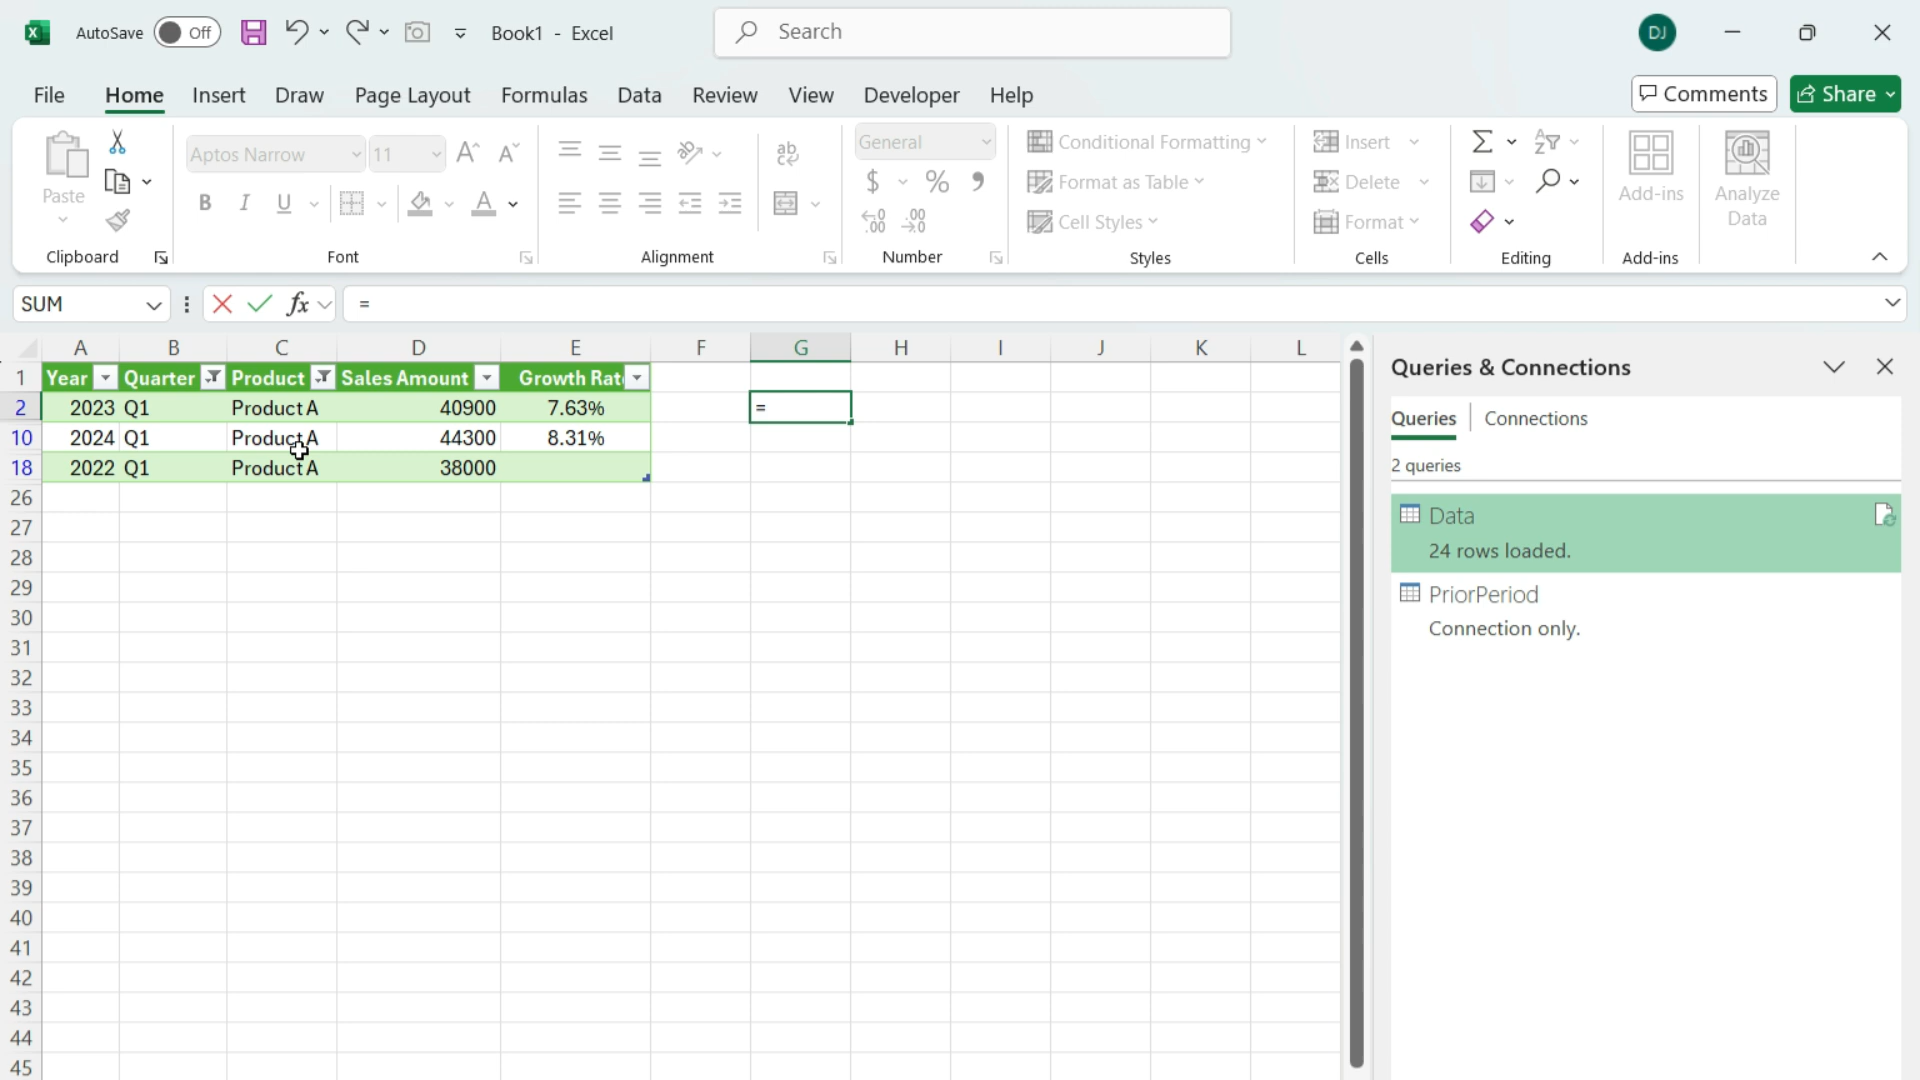 AutoSave Off Book1 - Excel Search DJ
File Home Insert Draw Page Layout Formulas Data Review View Developer Help Comments Share
Paste
Clipboard
Aptos Narrow 11
B I U A
Font
ab
Alignment
General
$ % 9
Number
Conditional Formatting
Format as Table
Cell Styles
Styles
Insert
Delete
Format
Cells
Editing
Add-ins
Add-ins
Analyze
Data
SUM fx =
A B C D E F G H I J K L
1 Year Quarter Product Sales Amount Growth Rat
2 2023 Q1 Product A 40900 7.63% =
10 2024 Q1 Product A 44300 8.31%
18 2022 Q1 Product A 38000
26
27
28
29
30
31
32
33
34
35
36
37
38
39
40
41
42
43
44
45
Queries & Connections
Queries Connections
2 queries
Data
24 rows loaded.
PriorPeriod
Connection only.